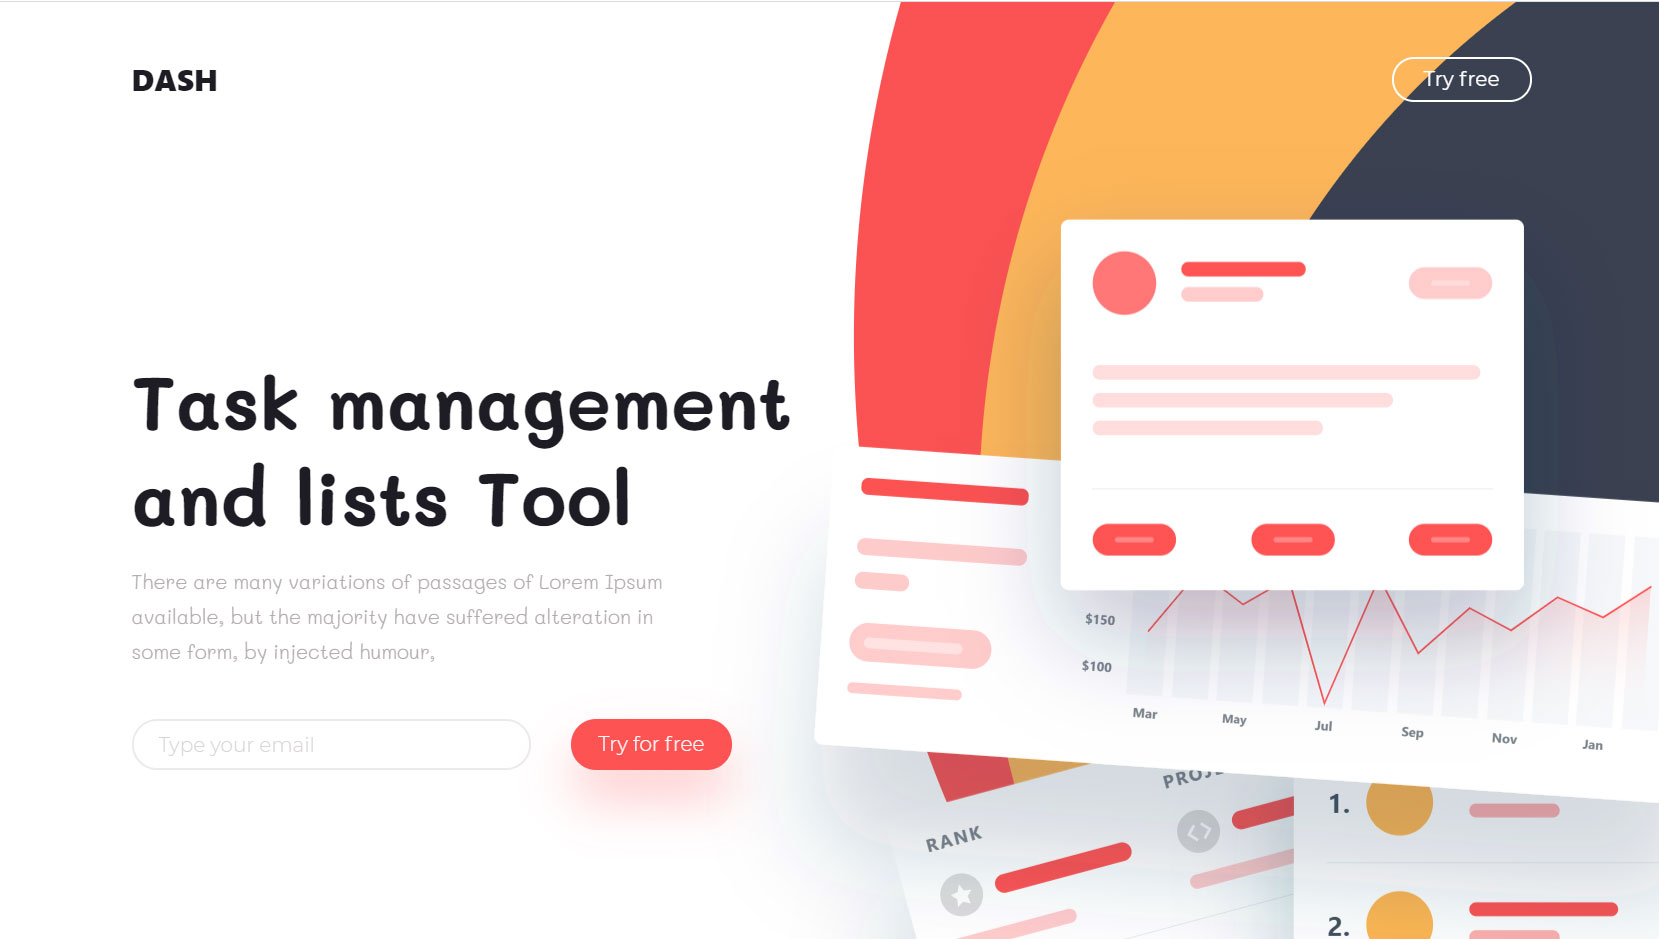 DASH
Try free
Task management
and lists Tool
There are many variations of passages of Lorem Ipsum
available, but the majority have suffered alteration in
some form, by injected humour,
Type your email
Try for free
$150
$100
Mar
May
Jul
Sep
Nov
Jan
RANK
1.
2.